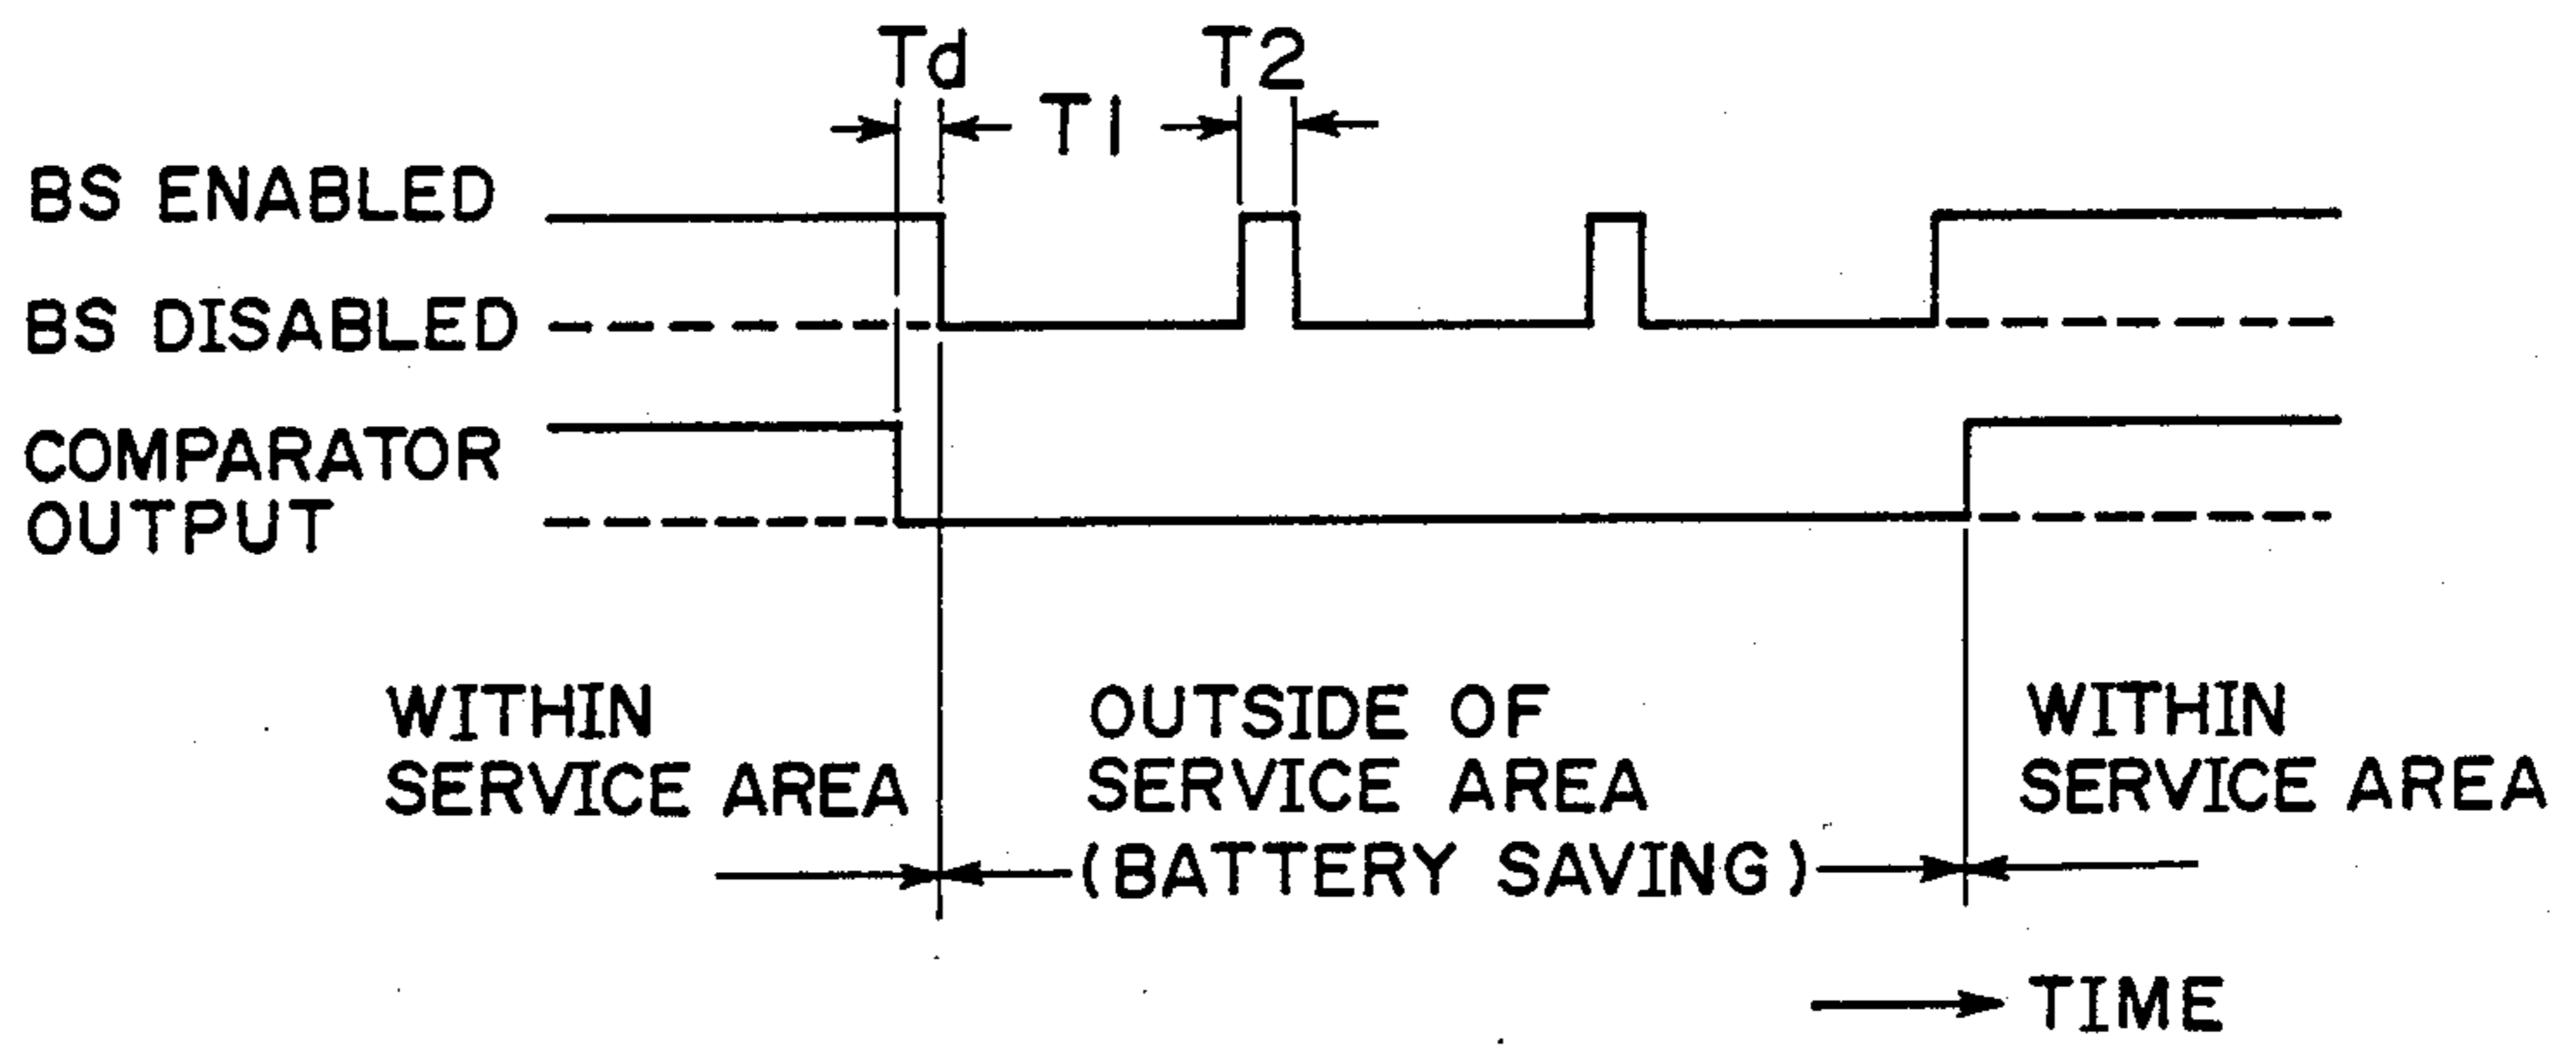 Td
T2
T1
BS ENABLED
BS DISABLED
COMPARATOR
OUTPUT
WITHIN
SERVICE AREA
OUTSIDE OF
SERVICE AREA
(BATTERY SAVING)
WITHIN
SERVICE AREA
TIME